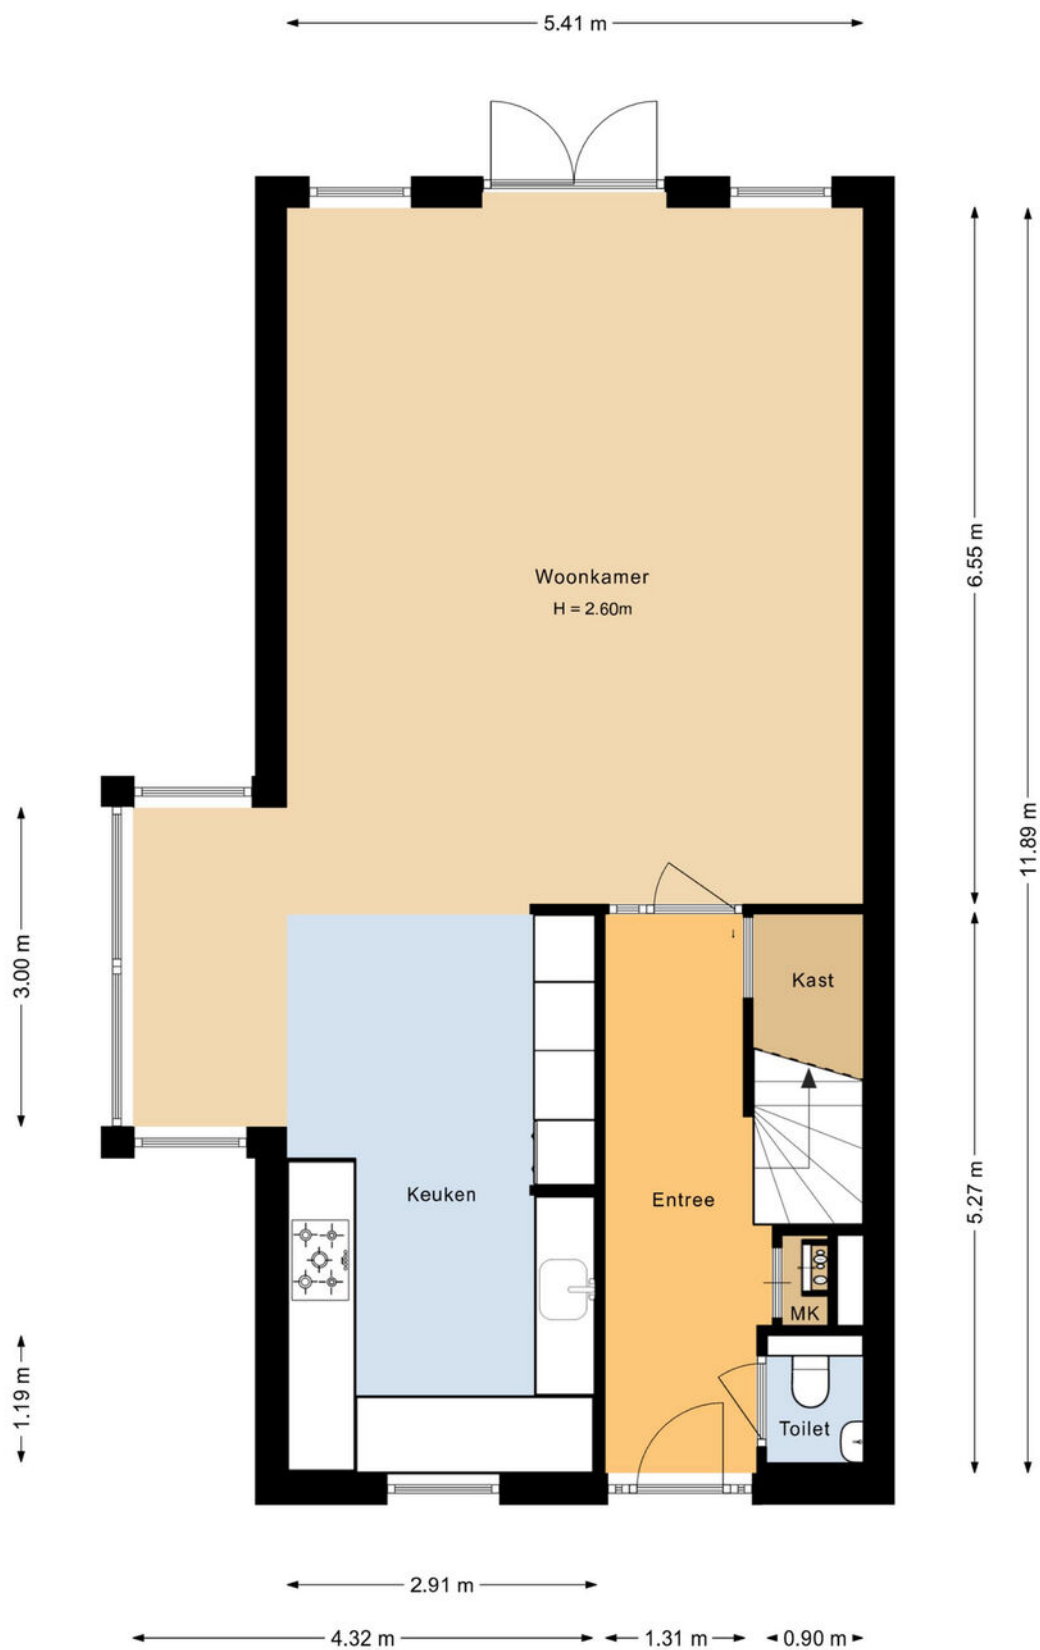 5.41 m
Woonkamer
H = 2.60m
6.55 m
11.89 m
3.00 m
Kast
Keuken
Entree
5.27 m
MK
1.19 m
Toilet
2.91 m
4.32 m
1.31 m
0.90 m